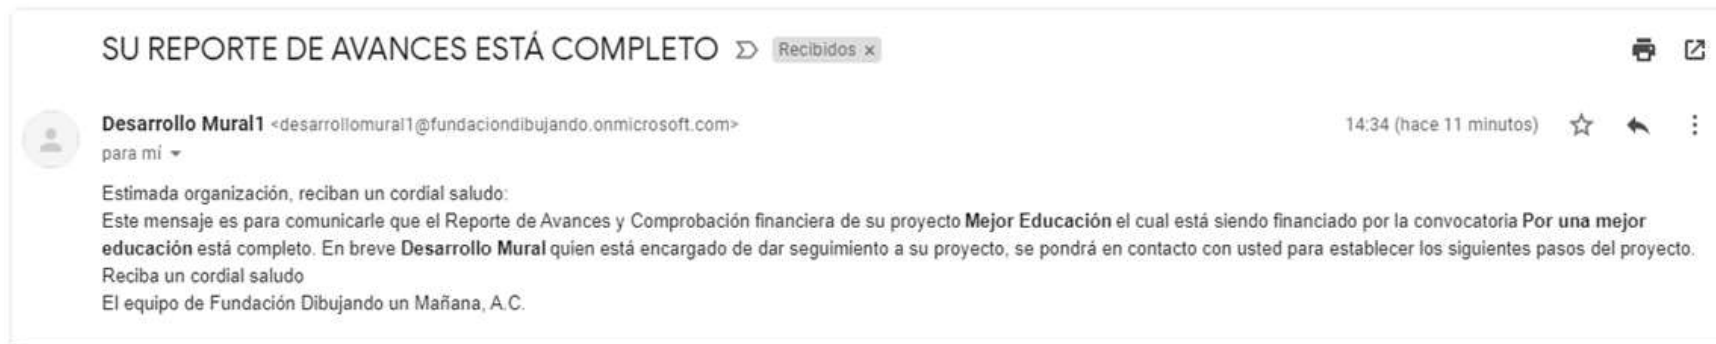 SU REPORTE DE AVANCES ESTÁ COMPLETO Recibidos x
Desarrollo Mural1 <desarrollomural1@fundaciondibujando.onmicrosoft.com> 14:34 (hace 11 minutos)
para mí
Estimada organización, reciban un cordial saludo:
Este mensaje es para comunicarle que el Reporte de Avances y Comprobación financiera de su proyecto Mejor Educación el cual está siendo financiado por la convocatoria Por una mejor
educación está completo. En breve Desarrollo Mural quien está encargado de dar seguimiento a su proyecto, se pondrá en contacto con usted para establecer los siguientes pasos del proyecto.
Reciba un cordial saludo
El equipo de Fundación Dibujando un Mañana, A.C.